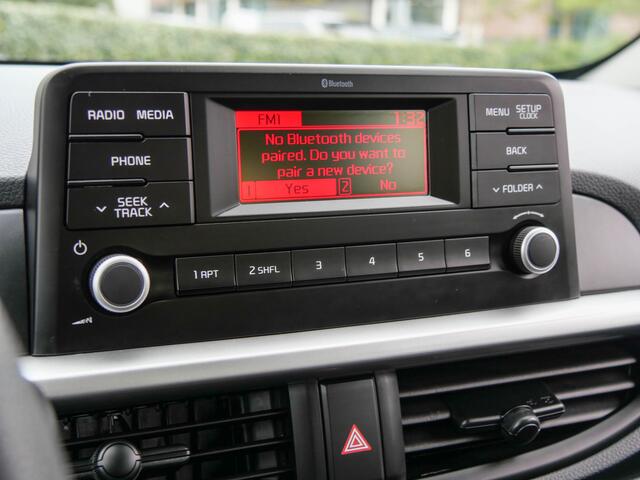 Bluetooth
RADIO MEDIA
MENU SETUP
CLOCK
FM1 1:32
No Bluetooth devices
paired. Do you want to
pair a new device?
1 Yes 2 No
PHONE
BACK
SEEK
TRACK
FOLDER
1 APT 2 SHFL 3 4 5 6